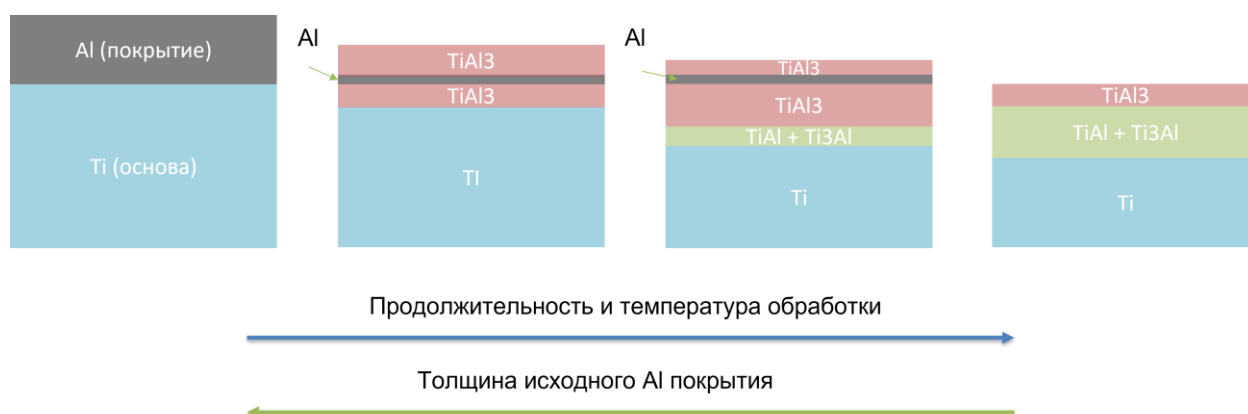 Al (покрытие)
Ti (основа)
Al
TiAl3
TiAl3
TI
Al
TiAl3
TiAl3
TiAl + Ti3Al
Ti
TiAl3
TiAl + Ti3Al
Ti
Продолжительность и температура обработки
Толщина исходного Al покрытия